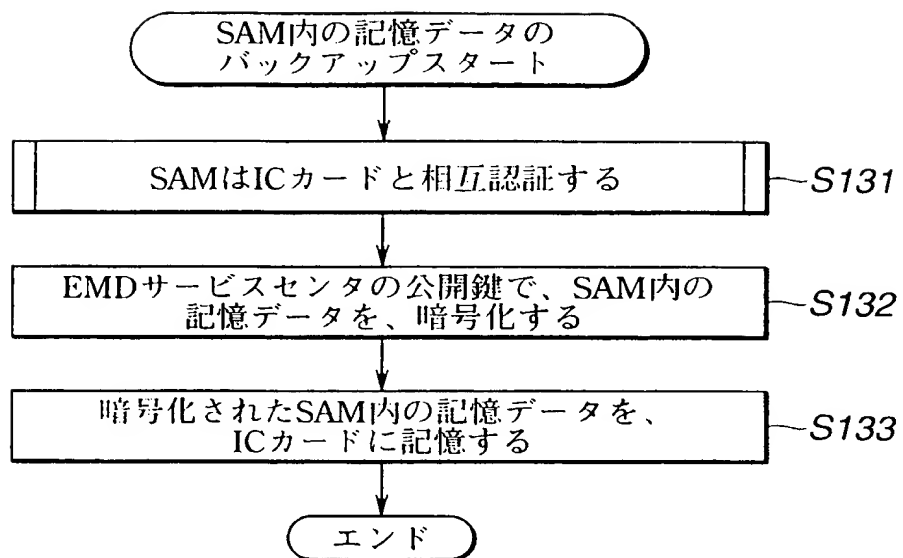 SAM内の記憶データの
バックアップスタート
SAMはICカードと相互認証する
S131
EMDサービスセンタの公開鍵で、SAM内の
記憶データを、暗号化する
S132
暗号化されたSAM内の記憶データを、
ICカードに記憶する
S133
エンド